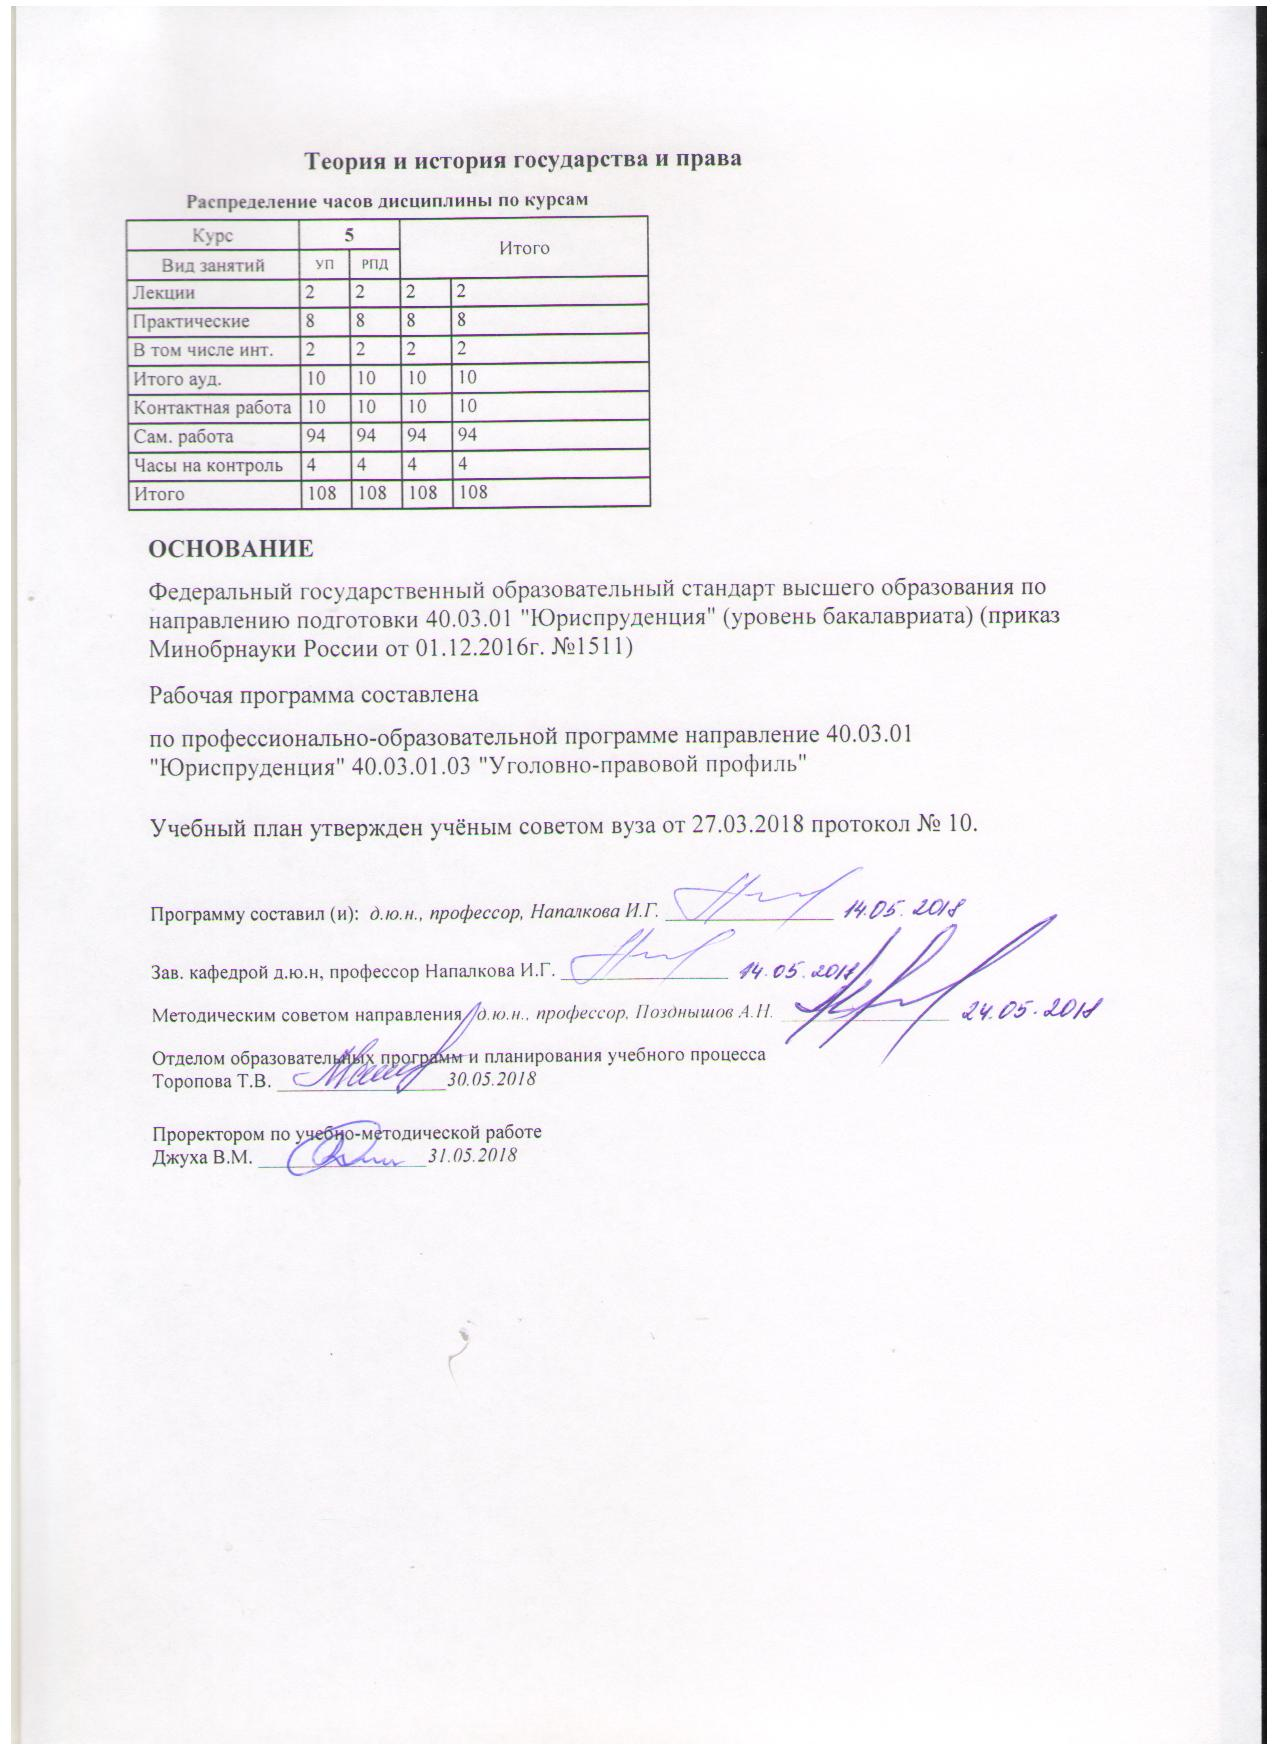 Теория и история государства и права
Распределение часов дисциплины по курсам
Курс 5 Итого
Вид занятий УП РПД
Лекции 2 2 2 2
Практические 8 8 8 8
В том числе инт. 2 2 2 2
Итого ауд. 10 10 10 10
Контактная работа 10 10 10 10
Сам. работа 94 94 94 94
Часы на контроль 4 4 4 4
Итого 108 108 108 108
ОСНОВАНИЕ
Федеральный государственный образовательный стандарт высшего образования по
направлению подготовки 40.03.01 "Юриспруденция" (уровень бакалавриата) (приказ
Минобрнауки России от 01.12.2016г. №1511)
Рабочая программа составлена
по профессионально-образовательной программе направление 40.03.01
"Юриспруденция" 40.03.01.03 "Уголовно-правовой профиль"
Учебный план утвержден учёным советом вуза от 27.03.2018 протокол № 10.
Программу составил (и): д.ю.н., профессор, Напалкова И.Г. 14.05.2018
Зав. кафедрой д.ю.н, профессор Напалкова И.Г. 14.05.2018
Методическим советом направления д.ю.н., профессор, Позднышов А.Н. 24.05.2018
Отделом образовательных программ и планирования учебного процесса
Торопова Т.В. 30.05.2018
Проректором по учебно-методической работе
Джуха В.М. 31.05.2018